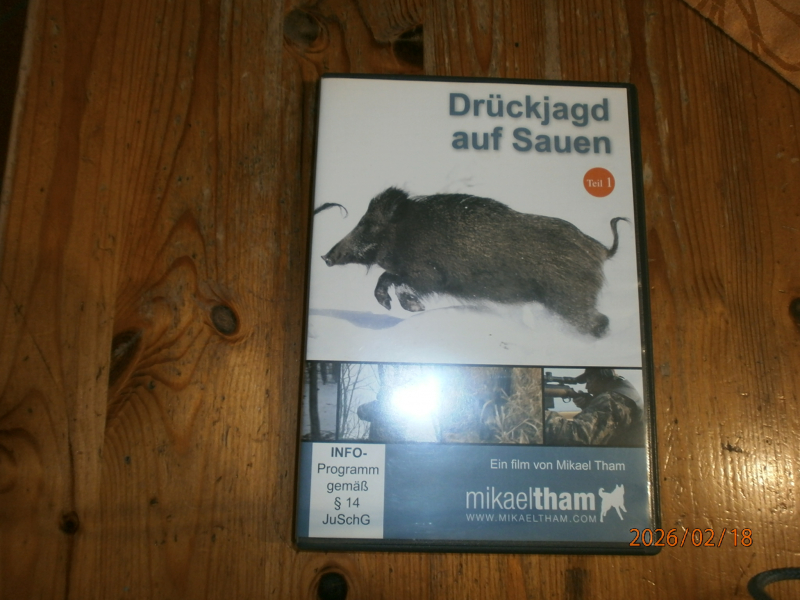 Drückjagd
auf Sauen
Teil 1
INFO-
Programm
gemäß
§ 14
JuSchG
Ein film von Mikael Tham
mikaeltham
WWW.MIKAELTHAM.COM
2026/02/18